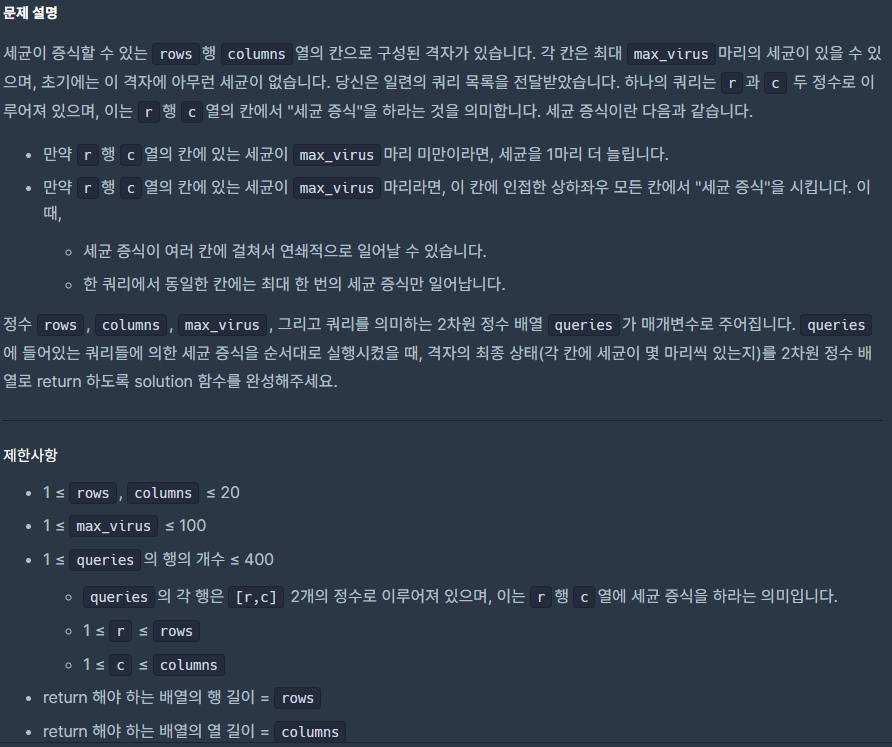 문제 설명
세균이 증식할 수 있는 rows 행 columns 열의 칸으로 구성된 격자가 있습니다. 각 칸은 최대 max_virus 마리의 세균이 있을 수 있
으며, 초기에는 이 격자에 아무런 세균이 없습니다. 당신은 일련의 쿼리 목록을 전달받았습니다. 하나의 쿼리는 r 과 c 두 정수로 이
루어져 있으며, 이는 r 행 c 열의 칸에서 "세균 증식"을 하라는 것을 의미합니다. 세균 증식이란 다음과 같습니다.
• 만약 r 행 c 열의 칸에 있는 세균이 max_virus 마리 미만이라면, 세균을 1마리 더 늘립니다.
• 만약 r 행 c 열의 칸에 있는 세균이 max_virus 마리라면, 이 칸에 인접한 상하좌우 모든 칸에서 "세균 증식"을 시킵니다. 이
때,
◦ 세균 증식이 여러 칸에 걸쳐서 연쇄적으로 일어날 수 있습니다.
◦ 한 쿼리에서 동일한 칸에는 최대 한 번의 세균 증식만 일어납니다.
정수 rows , columns , max_virus , 그리고 쿼리를 의미하는 2차원 정수 배열 queries 가 매개변수로 주어집니다. queries
에 들어있는 쿼리들에 의한 세균 증식을 순서대로 실행시켰을 때, 격자의 최종 상태(각 칸에 세균이 몇 마리씩 있는지)를 2차원 정수 배
열로 return 하도록 solution 함수를 완성해주세요.
제한사항
• 1 ≤ rows , columns ≤ 20
• 1 ≤ max_virus ≤ 100
• 1 ≤ queries 의 행의 개수 ≤ 400
◦ queries 의 각 행은 [r,c] 2개의 정수로 이루어져 있으며, 이는 r 행 c 열에 세균 증식을 하라는 의미입니다.
◦ 1 ≤ r ≤ rows
◦ 1 ≤ c ≤ columns
• return 해야 하는 배열의 행 길이 = rows
• return 해야 하는 배열의 열 길이 = columns